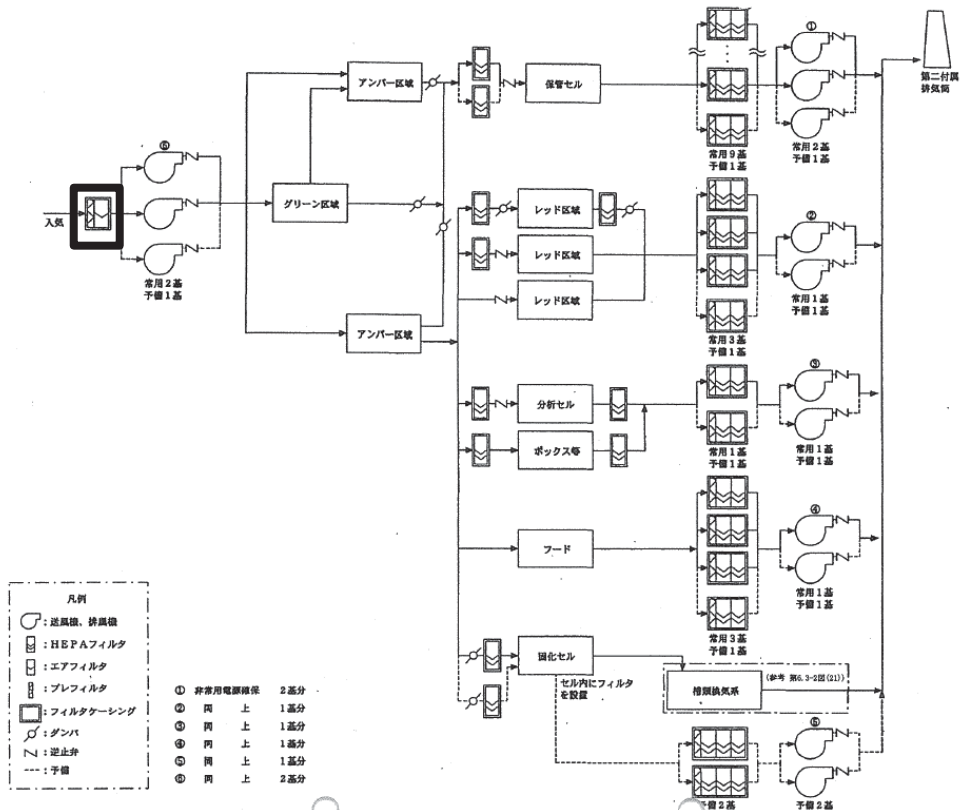 ①
第二付属
排気筒
アンバー区域
保管セル
常用9基
予備1基
常用2基
予備1基
⑥
入気
グリーン区域
常用2基
予備1基
レッド区域
レッド区域
レッド区域
②
常用3基
予備1基
常用1基
予備1基
アンバー区域
分析セル
ボックス等
③
常用1基
予備1基
常用1基
予備1基
フード
④
常用3基
予備1基
常用1基
予備1基
固化セル
セル内にフィルタ
を設置
槽類換気系
(参考 第6.3-2図(21))
⑤
予備2基
予備2基
凡例
:送風機、排風機
:HEPAフィルタ
:エアフィルタ
:プレフィルタ
:フィルタケーシング
:ダンパ
:逆止弁
:予備
① 非常用電源確保 2基分
② 同 上 1基分
③ 同 上 1基分
④ 同 上 1基分
⑤ 同 上 1基分
⑥ 同 上 2基分